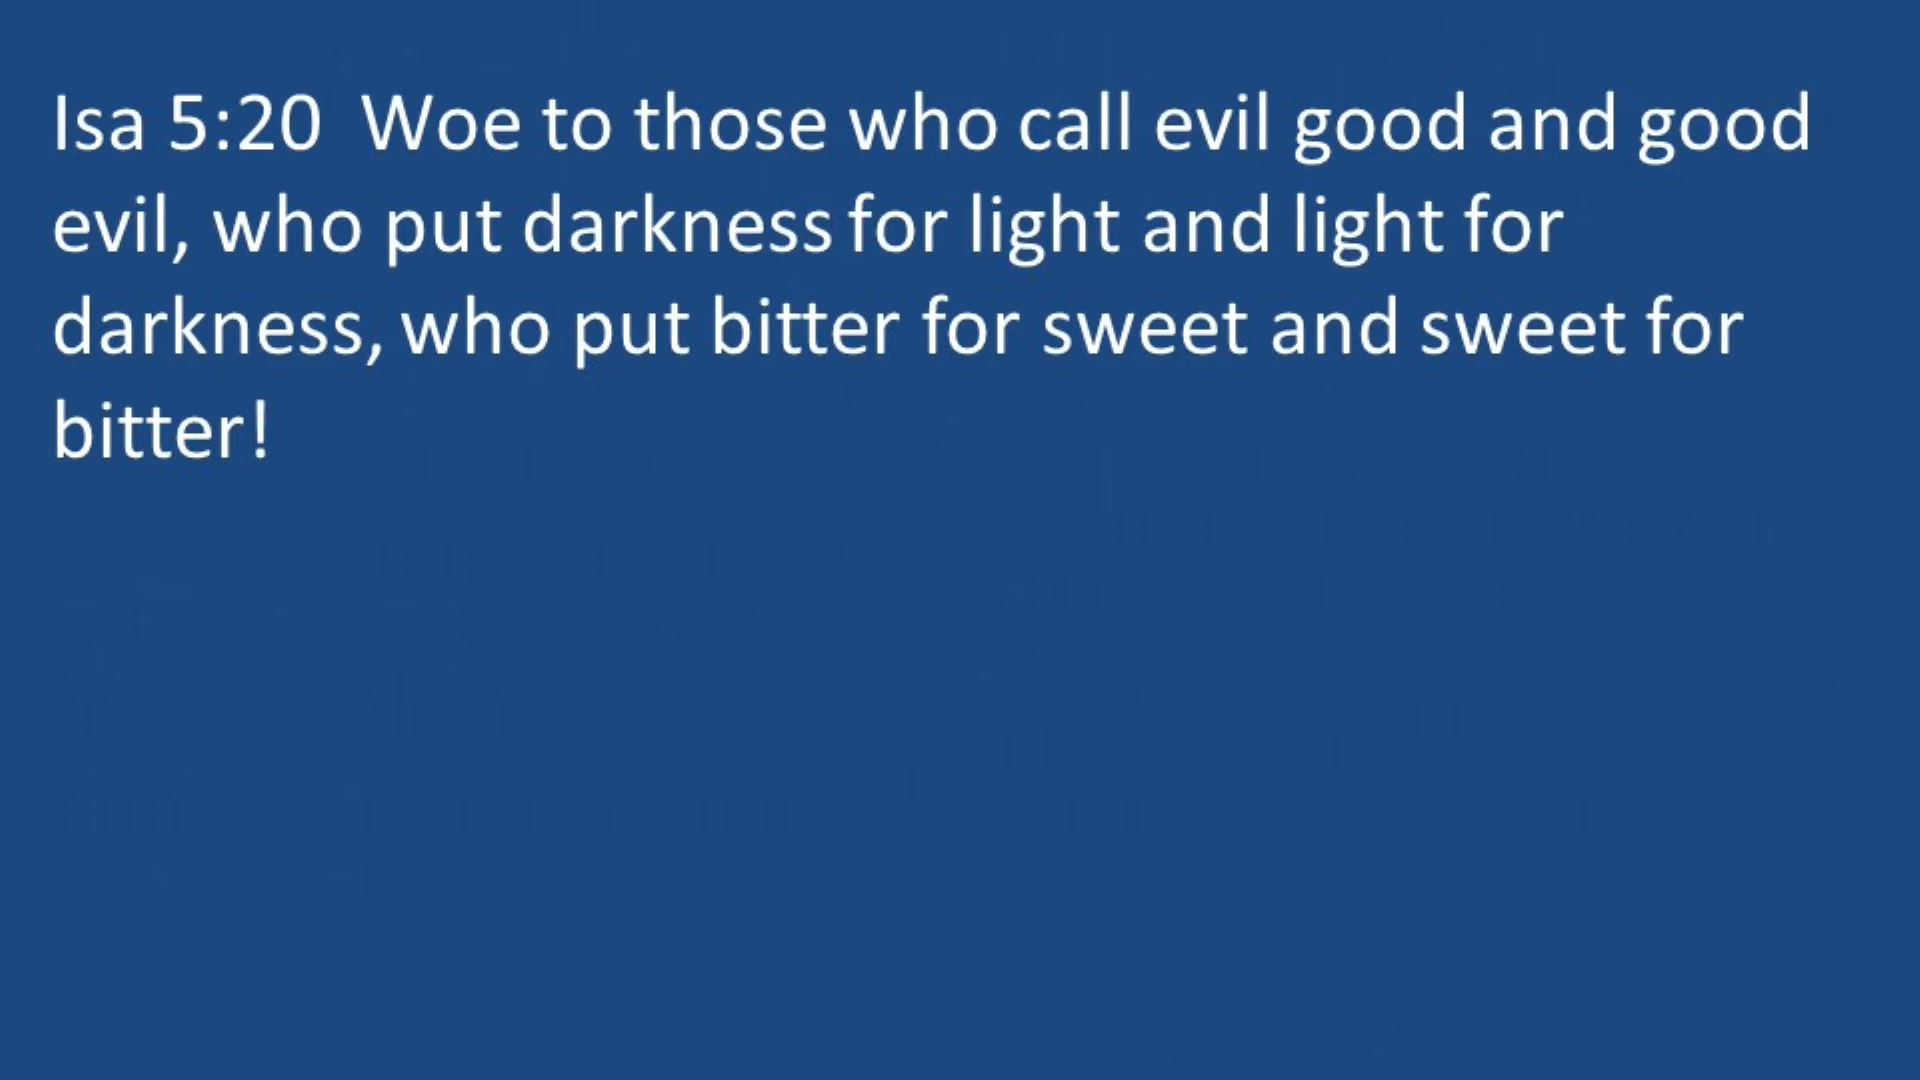 Isa 5:20  Woe to those who call evil good and good
evil, who put darkness for light and light for
darkness, who put bitter for sweet and sweet for
bitter!